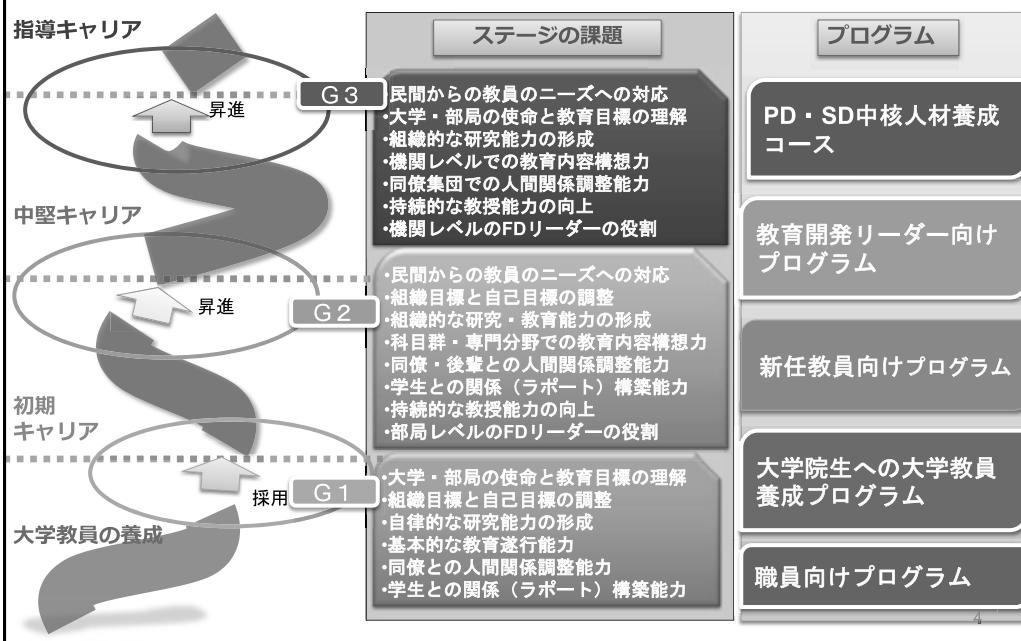 指導キャリア
昇進
中堅キャリア
昇進
初期
キャリア
採用
大学教員の養成
ステージの課題
G3
•民間からの教員のニーズへの対応
•大学・部局の使命と教育目標の理解
•組織的な研究能力の形成
•機関レベルでの教育内容構想力
•同僚集団での人間関係調整能力
•持続的な教授能力の向上
•機関レベルのFDリーダーの役割
G2
•民間からの教員のニーズへの対応
•組織目標と自己目標の調整
•組織的な研究・教育能力の形成
•科目群・専門分野での教育内容構想力
•同僚・後輩との人間関係調整能力
•学生との関係（ラポート）構築能力
•持続的な教授能力の向上
•部局レベルのFDリーダーの役割
G1
•大学・部局の使命と教育目標の理解
•組織目標と自己目標の調整
•自律的な研究能力の形成
•基本的な教育遂行能力
•同僚との人間関係調整能力
•学生との関係（ラポート）構築能力
プログラム
PD・SD中核人材養成
コース
教育開発リーダー向け
プログラム
新任教員向けプログラム
大学院生への大学教員
養成プログラム
職員向けプログラム
4